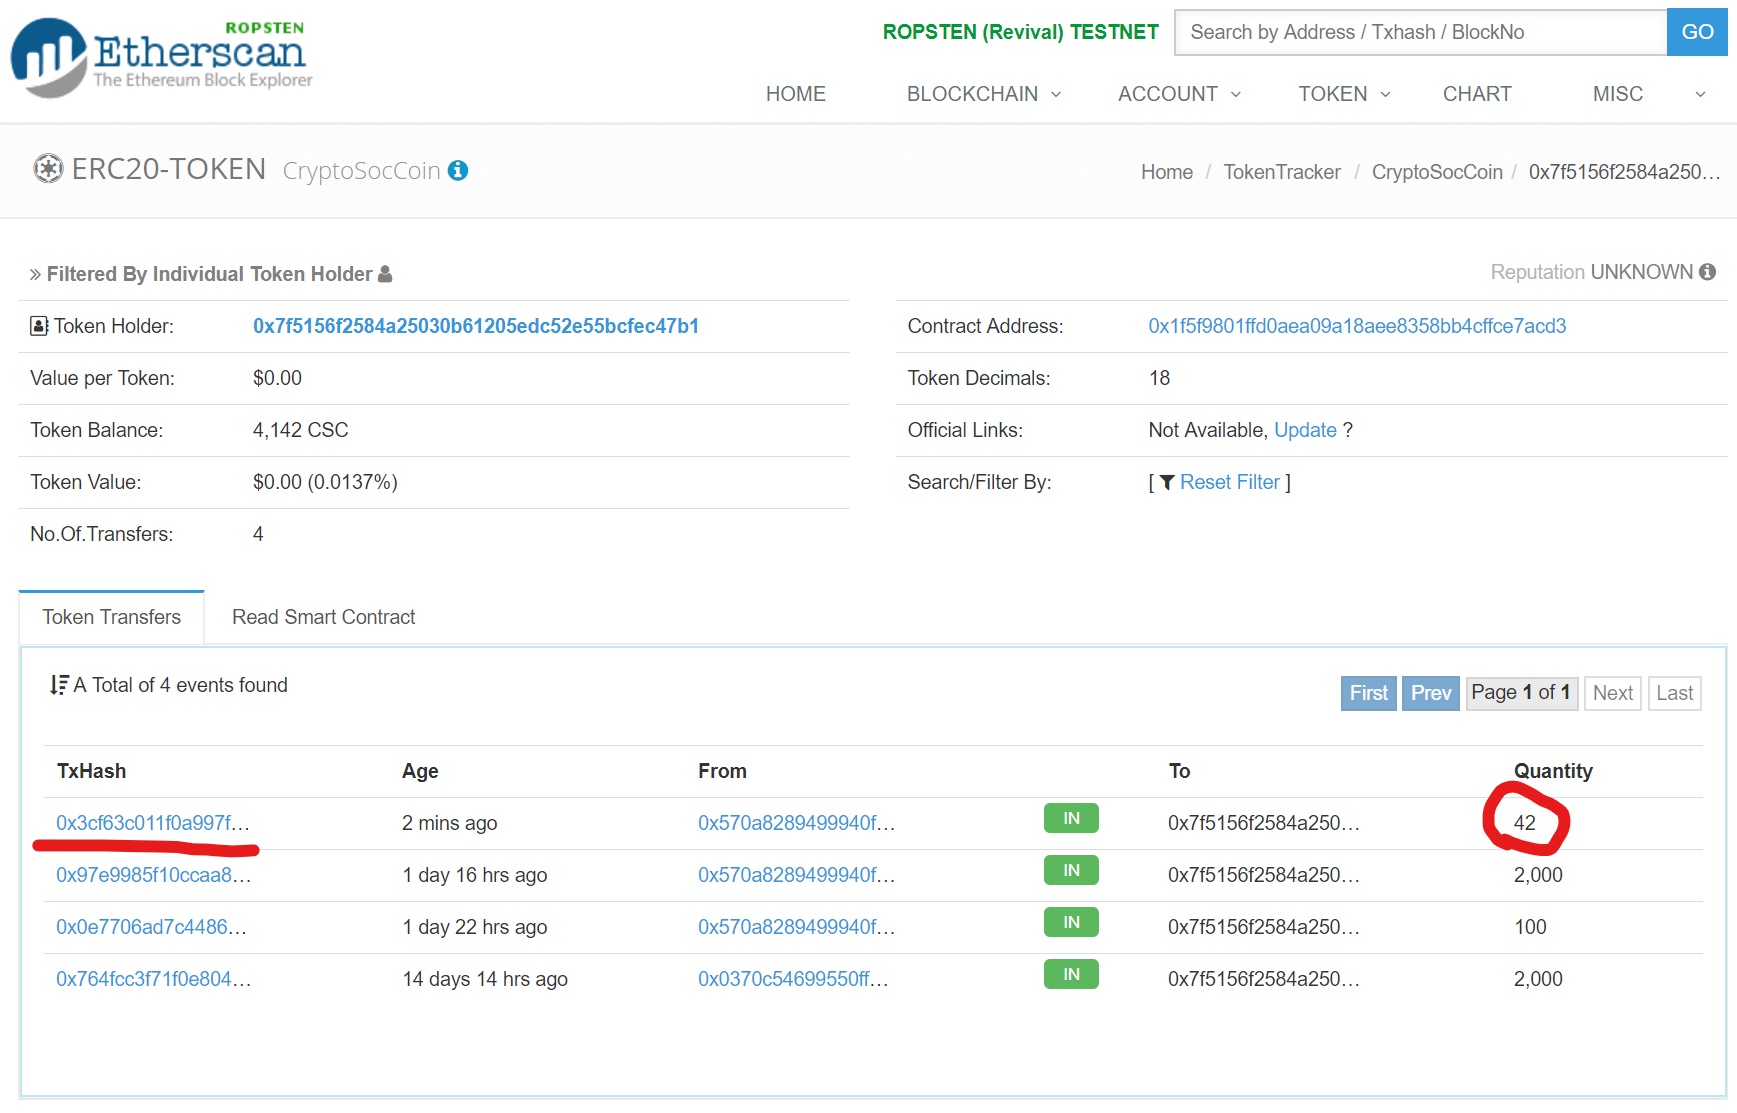 ROPSTEN
Etherscan
The Ethereum Block Explorer
ROPSTEN (Revival) TESTNET
Search by Address / Txhash / BlockNo
GO
HOME
BLOCKCHAIN
ACCOUNT
TOKEN
CHART
MISC
ERC20-TOKEN CryptoSocCoin
Home / TokenTracker / CryptoSocCoin / 0x7f5156f2584a250...
Filtered By Individual Token Holder
Reputation UNKNOWN
Token Holder: 0x7f5156f2584a25030b61205edc52e55bcfec47b1
Value per Token: $0.00
Token Balance: 4,142 CSC
Token Value: $0.00 (0.0137%)
No.Of.Transfers: 4
Contract Address: 0x1f5f9801ffd0aea09a18aee8358bb4cffce7acd3
Token Decimals: 18
Official Links: Not Available, Update ?
Search/Filter By: [ Reset Filter ]
Token Transfers
Read Smart Contract
A Total of 4 events found
First Prev Page 1 of 1 Next Last
TxHash Age From To Quantity
0x3cf63c011f0a997f... 2 mins ago 0x570a8289499940f... IN 0x7f5156f2584a250... 42
0x97e9985f10ccaa8... 1 day 16 hrs ago 0x570a8289499940f... IN 0x7f5156f2584a250... 2,000
0x0e7706ad7c4486... 1 day 22 hrs ago 0x570a8289499940f... IN 0x7f5156f2584a250... 100
0x764fcc3f71f0e804... 14 days 14 hrs ago 0x0370c54699550ff... IN 0x7f5156f2584a250... 2,000